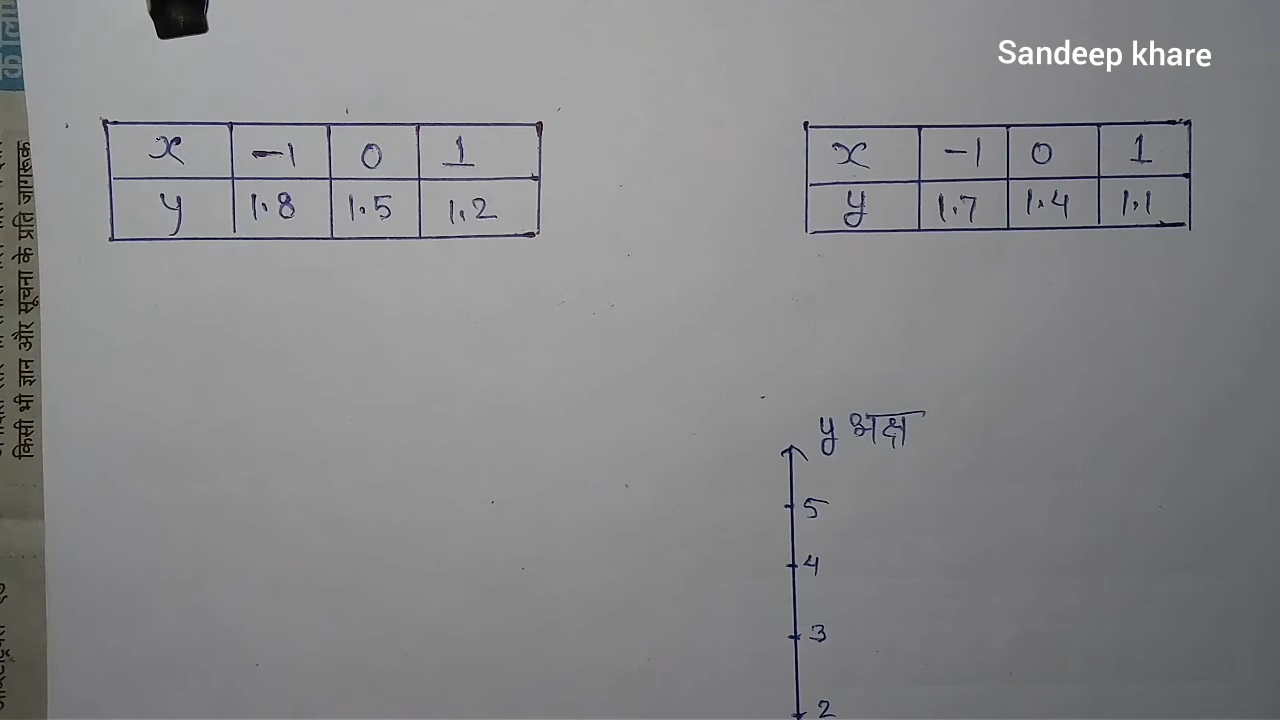 Sandeep khare
x -1 0 1
y 1.8 1.5 1.2
x -1 0 1
y 1.7 1.4 1.1
y अक्ष
5
4
3
2
किसी भी ज्ञान और सूचना के प्रति जागरूक